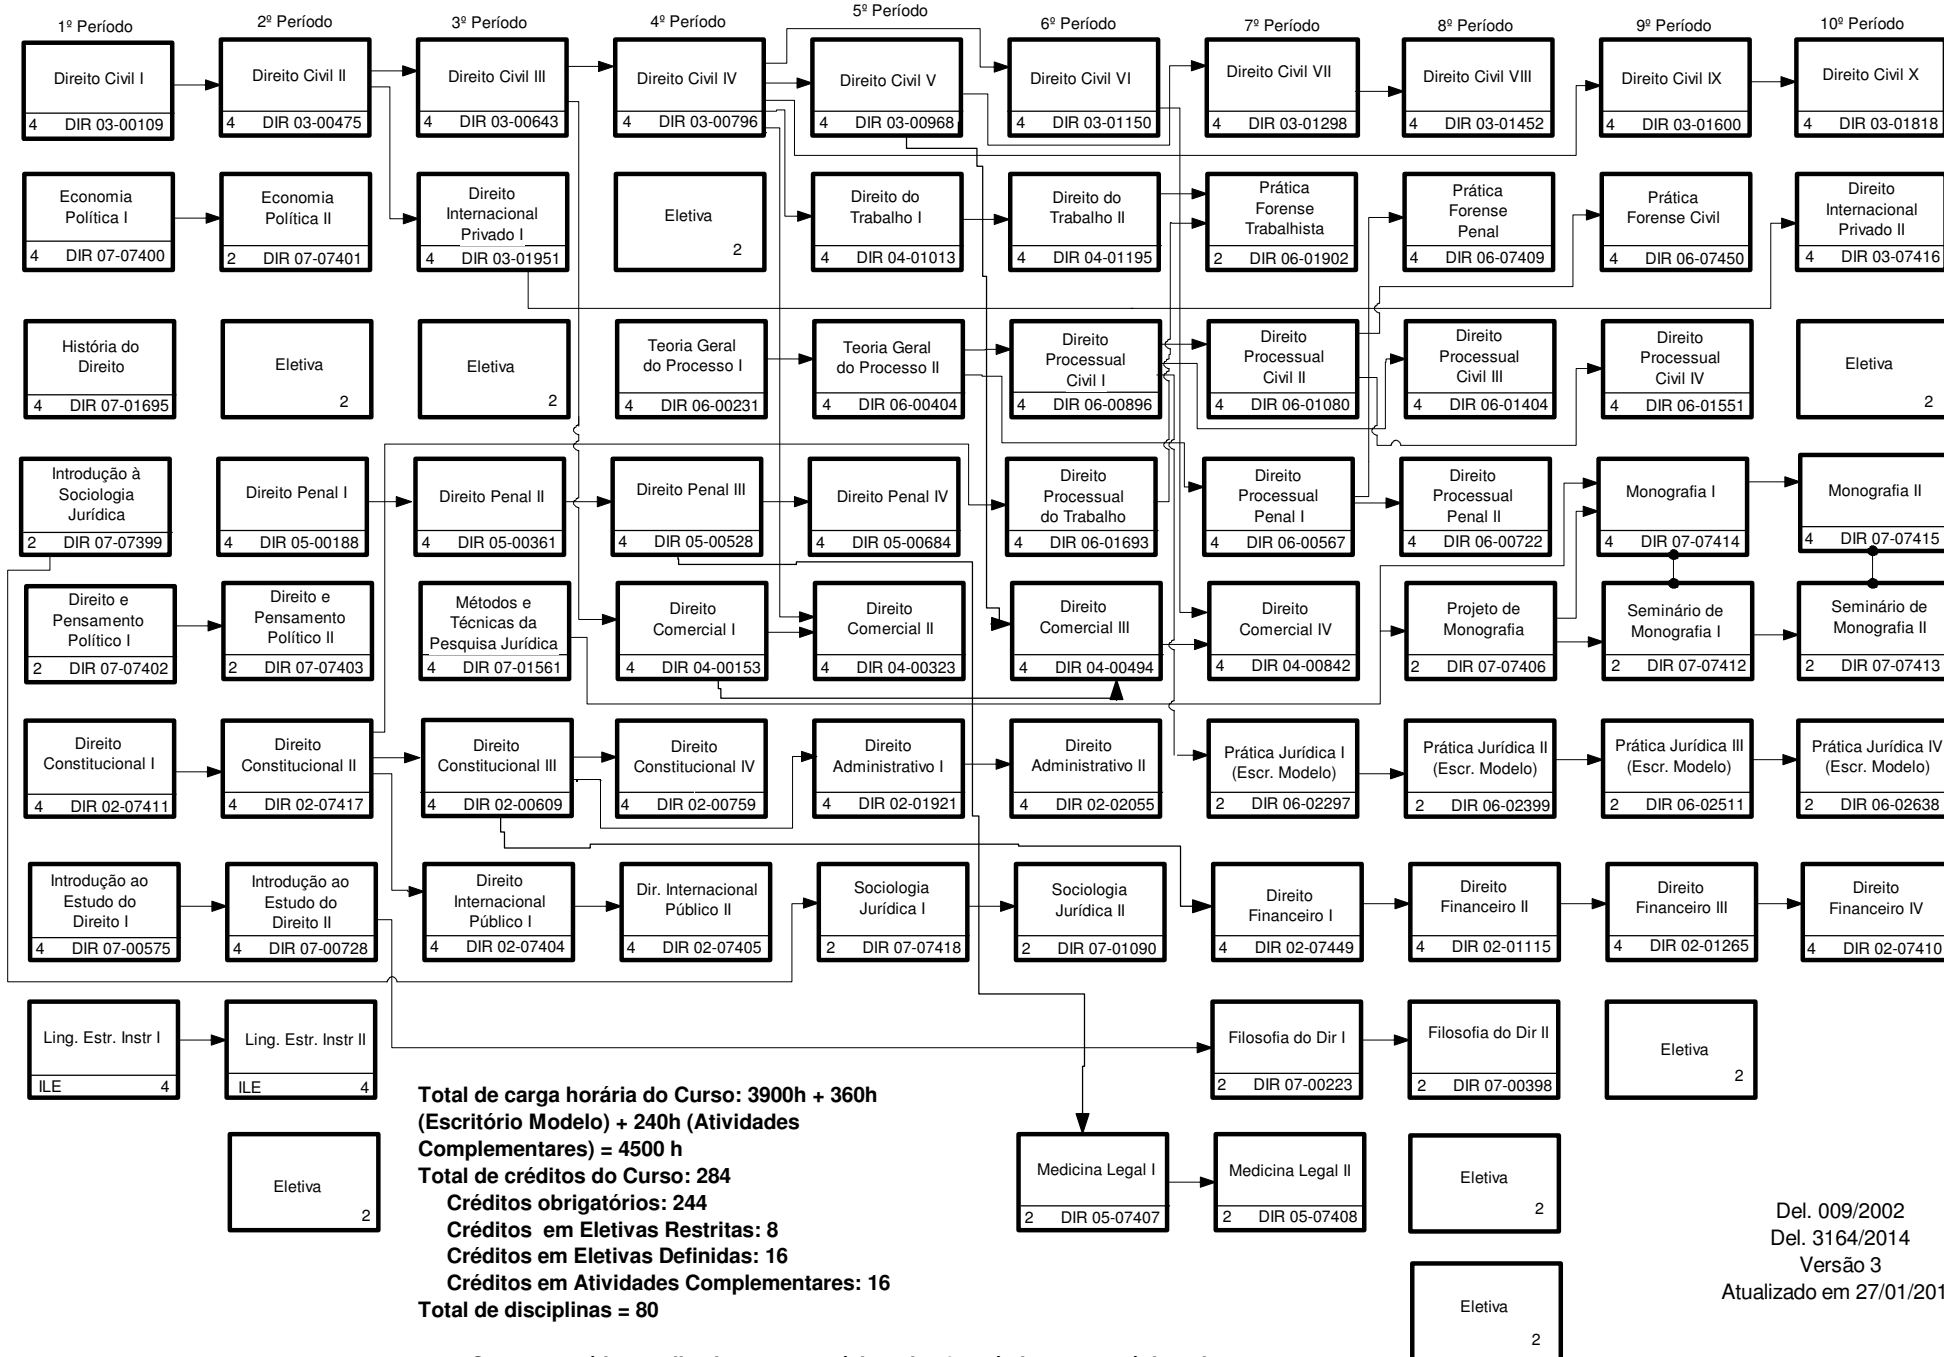 1º Período
2º Período
3º Período
4º Período
5º Período
6º Período
7º Período
8º Período
9º Período
10º Período
Direito Civil I
4 DIR 03-00109
Direito Civil II
4 DIR 03-00475
Direito Civil III
4 DIR 03-00643
Direito Civil IV
4 DIR 03-00796
Direito Civil V
4 DIR 03-00968
Direito Civil VI
4 DIR 03-01150
Direito Civil VII
4 DIR 03-01298
Direito Civil VIII
4 DIR 03-01452
Direito Civil IX
4 DIR 03-01600
Direito Civil X
4 DIR 03-01818
Economia
Política I
4 DIR 07-07400
Economia
Política II
2 DIR 07-07401
Direito
Internacional
Privado I
4 DIR 03-01951
Eletiva
2
Direito do
Trabalho I
4 DIR 04-01013
Direito do
Trabalho II
4 DIR 04-01195
Prática
Forense
Trabalhista
2 DIR 06-01902
Prática
Forense
Penal
4 DIR 06-07409
Prática
Forense Civil
4 DIR 06-07450
Direito
Internacional
Privado II
4 DIR 03-07416
História do
Direito
4 DIR 07-01695
Eletiva
2
Eletiva
2
Teoria Geral
do Processo I
4 DIR 06-00231
Teoria Geral
do Processo II
4 DIR 06-00404
Direito
Processual
Civil I
4 DIR 06-00896
Direito
Processual
Civil II
4 DIR 06-01080
Direito
Processual
Civil III
4 DIR 06-01404
Direito
Processual
Civil IV
4 DIR 06-01551
Eletiva
2
Introdução à
Sociologia
Jurídica
2 DIR 07-07399
Direito Penal I
4 DIR 05-00188
Direito Penal II
4 DIR 05-00361
Direito Penal III
4 DIR 05-00528
Direito Penal IV
4 DIR 05-00684
Direito
Processual
do Trabalho
4 DIR 06-01693
Direito
Processual
Penal I
4 DIR 06-00567
Direito
Processual
Penal II
4 DIR 06-00722
Monografia I
4 DIR 07-07414
Monografia II
4 DIR 07-07415
Direito e
Pensamento
Político I
2 DIR 07-07402
Direito e
Pensamento
Político II
2 DIR 07-07403
Métodos e
Técnicas da
Pesquisa Jurídica
4 DIR 07-01561
Direito
Comercial I
4 DIR 04-00153
Direito
Comercial II
4 DIR 04-00323
Direito
Comercial III
4 DIR 04-00494
Direito
Comercial IV
4 DIR 04-00842
Projeto de
Monografia
2 DIR 07-07406
Seminário de
Monografia I
2 DIR 07-07412
Seminário de
Monografia II
2 DIR 07-07413
Direito
Constitucional I
4 DIR 02-07411
Direito
Constitucional II
4 DIR 02-07417
Direito
Constitucional III
4 DIR 02-00609
Direito
Constitucional IV
4 DIR 02-00759
Direito
Administrativo I
4 DIR 02-01921
Direito
Administrativo II
4 DIR 02-02055
Prática Jurídica I
(Escr. Modelo)
2 DIR 06-02297
Prática Jurídica II
(Escr. Modelo)
2 DIR 06-02399
Prática Jurídica III
(Escr. Modelo)
2 DIR 06-02511
Prática Jurídica IV
(Escr. Modelo)
2 DIR 06-02638
Introdução ao
Estudo do
Direito I
4 DIR 07-00575
Introdução ao
Estudo do
Direito II
4 DIR 07-00728
Direito
Internacional
Público I
4 DIR 02-07404
Dir. Internacional
Público II
4 DIR 02-07405
Sociologia
Jurídica I
2 DIR 07-07418
Sociologia
Jurídica II
2 DIR 07-01090
Direito
Financeiro I
4 DIR 02-07449
Direito
Financeiro II
4 DIR 02-01115
Direito
Financeiro III
4 DIR 02-01265
Direito
Financeiro IV
4 DIR 02-07410
Ling. Estr. Instr I
ILE 4
Ling. Estr. Instr II
ILE 4
Filosofia do Dir I
2 DIR 07-00223
Filosofia do Dir II
2 DIR 07-00398
Eletiva
2
Eletiva
2
Total de carga horária do Curso: 3900h + 360h
(Escritório Modelo) + 240h (Atividades
Complementares) = 4500 h
Total de créditos do Curso: 284
Créditos obrigatórios: 244
Créditos em Eletivas Restritas: 8
Créditos em Eletivas Definidas: 16
Créditos em Atividades Complementares: 16
Total de disciplinas = 80
Medicina Legal I
2 DIR 05-07407
Medicina Legal II
2 DIR 05-07408
Eletiva
2
Eletiva
2
Del. 009/2002
Del. 3164/2014
Versão 3
Atualizado em 27/01/201